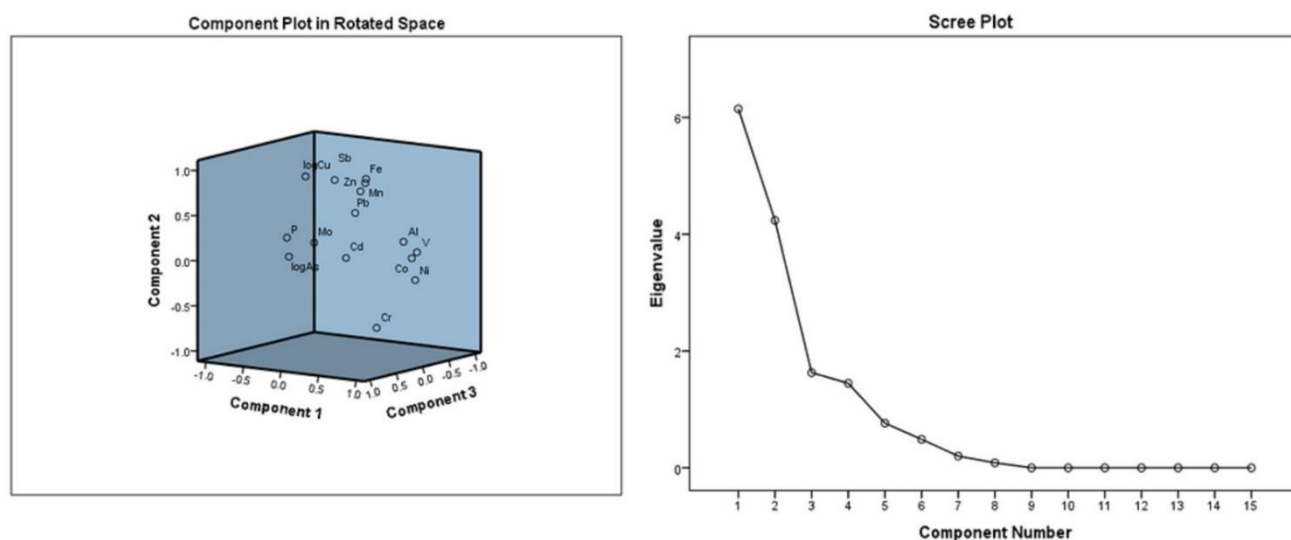 Component Plot in Rotated Space
Component 2
1.0
0.5
0.0
-0.5
-1.0
Sb
logCu
Fe
Zn
Mn
Pb
P
Mo
Al
V
Cd
logAs
Co
Ni
Cr
-1.0 -0.5 0.0 0.5 1.0
Component 1
1.0 0.5 0.0 -0.5 -1.0
Component 3
Scree Plot
Eigenvalue
6
4
2
0
1 2 3 4 5 6 7 8 9 10 11 12 13 14 15
Component Number